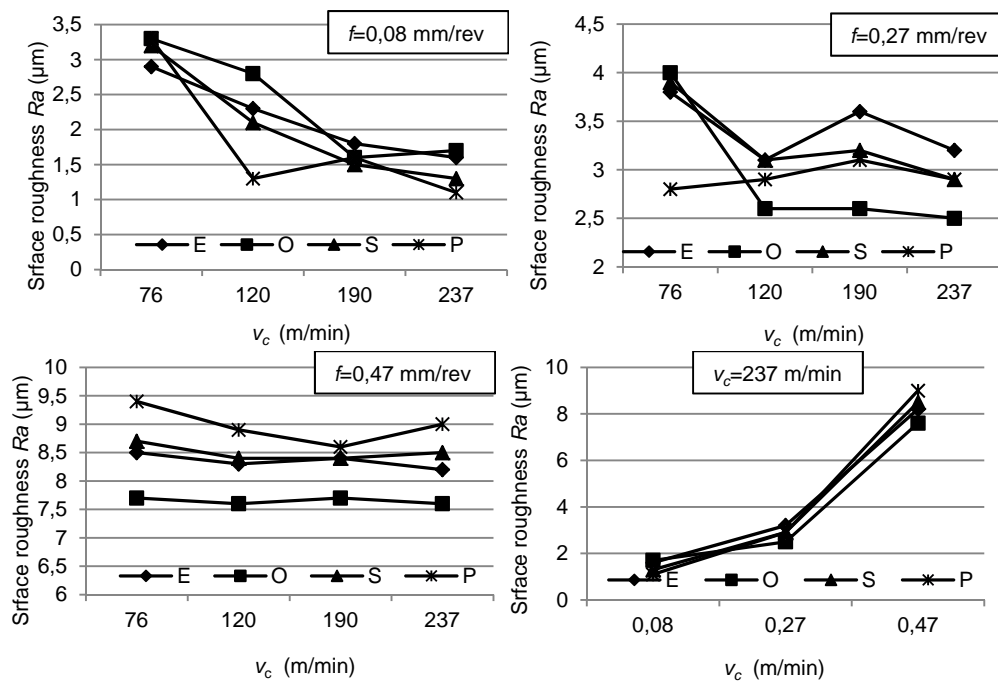 f=0,08 mm/rev
Srface roughness Ra (µm)
3,5
3
2,5
2
1,5
1
0,5
0
E O S P
76 120 190 237
vc (m/min)
f=0,27 mm/rev
Srface roughness Ra (µm)
4,5
4
3,5
3
2,5
2
E O S P
76 120 190 237
vc (m/min)
f=0,47 mm/rev
Srface roughness Ra (µm)
10
9,5
9
8,5
8
7,5
7
6,5
6
E O S P
76 120 190 237
vc (m/min)
vc=237 m/min
Srface roughness Ra (µm)
10
8
6
4
2
0
E O S P
0,08 0,27 0,47
vc (m/min)